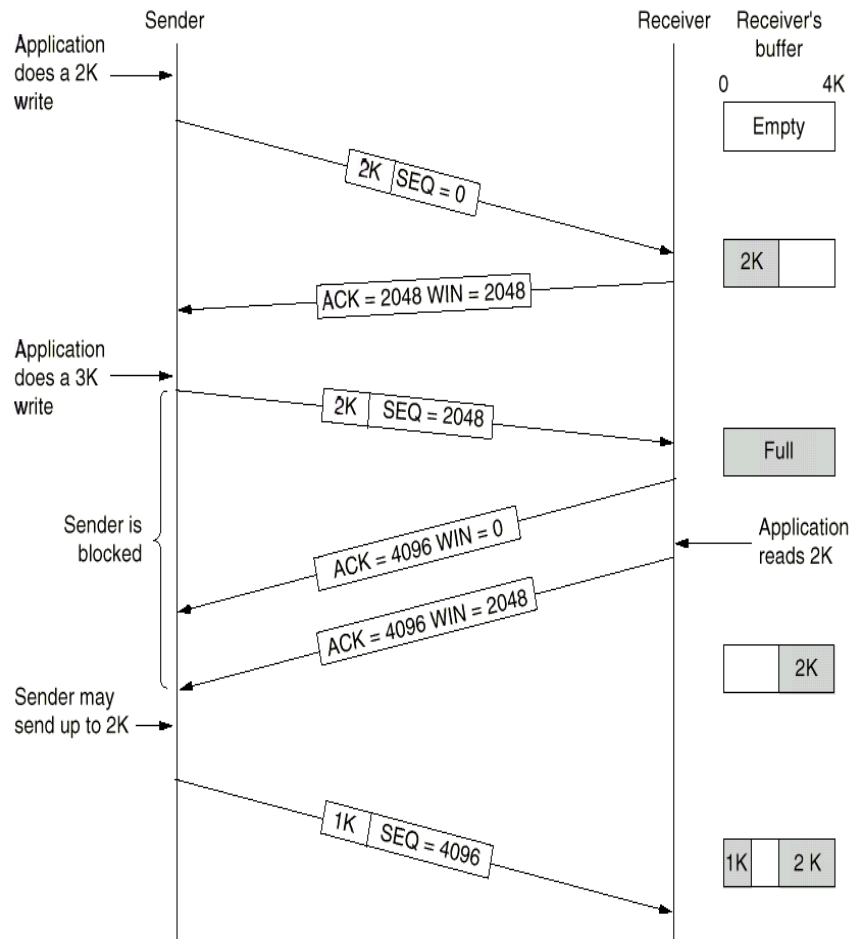 Sender
Receiver
Receiver's
buffer
Application
does a 2K
write
0
4K
Empty
2K
SEQ = 0
2K
ACK = 2048 WIN = 2048
Application
does a 3K
write
2K
SEQ = 2048
Full
Sender is
blocked
ACK = 4096 WIN = 0
Application
reads 2K
ACK = 4096 WIN = 2048
2K
Sender may
send up to 2K
1K
SEQ = 4096
1K
2 K